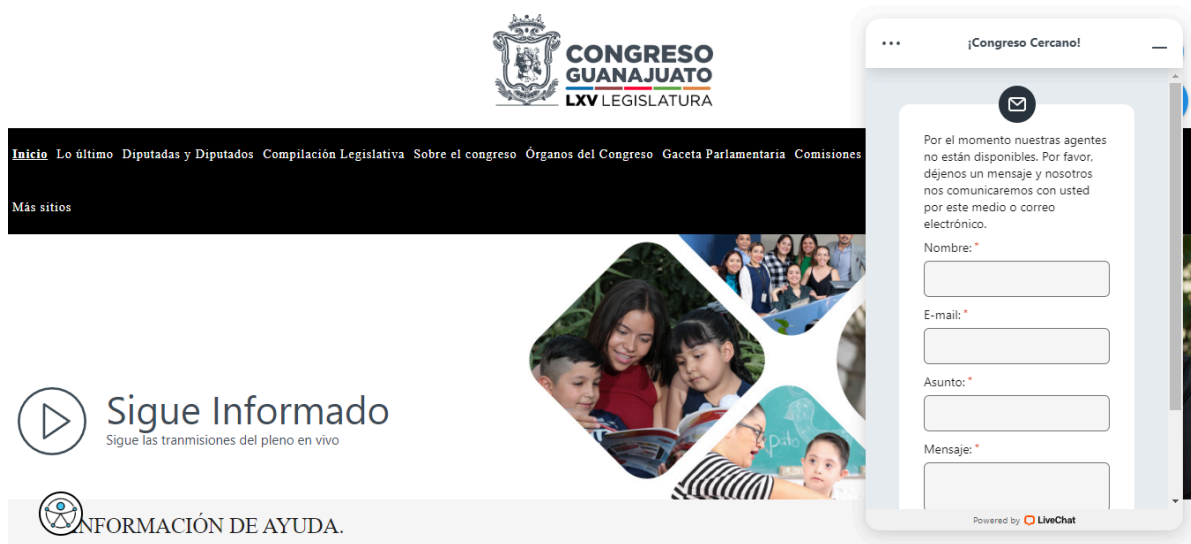 CONGRESO
GUANAJUATO
LXV LEGISLATURA
Inicio Lo último Diputadas y Diputados Compilación Legislativa Sobre el congreso Órganos del Congreso Gaceta Parlamentaria Comisiones
Más sitios
Sigue Informado
Sigue las tranmisiones del pleno en vivo
NFORMACIÓN DE AYUDA.
¡Congreso Cercano!
Por el momento nuestras agentes
no están disponibles. Por favor,
déjenos un mensaje y nosotros
nos comunicaremos con usted
por este medio o correo
electrónico.
Nombre: *
E-mail: *
Asunto: *
Mensaje: *
Powered by LiveChat